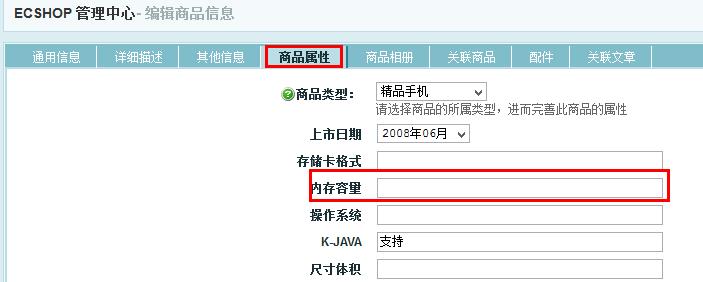 ECSHOP 管理中心 - 编辑商品信息
通用信息 详细描述 其他信息 商品属性 商品相册 关联商品 配件 关联文章
商品类型： 精品手机
请选择商品的所属类型，进而完善此商品的属性
上市日期 2008年06月
存储卡格式
内存容量
操作系统
K-JAVA 支持
尺寸体积